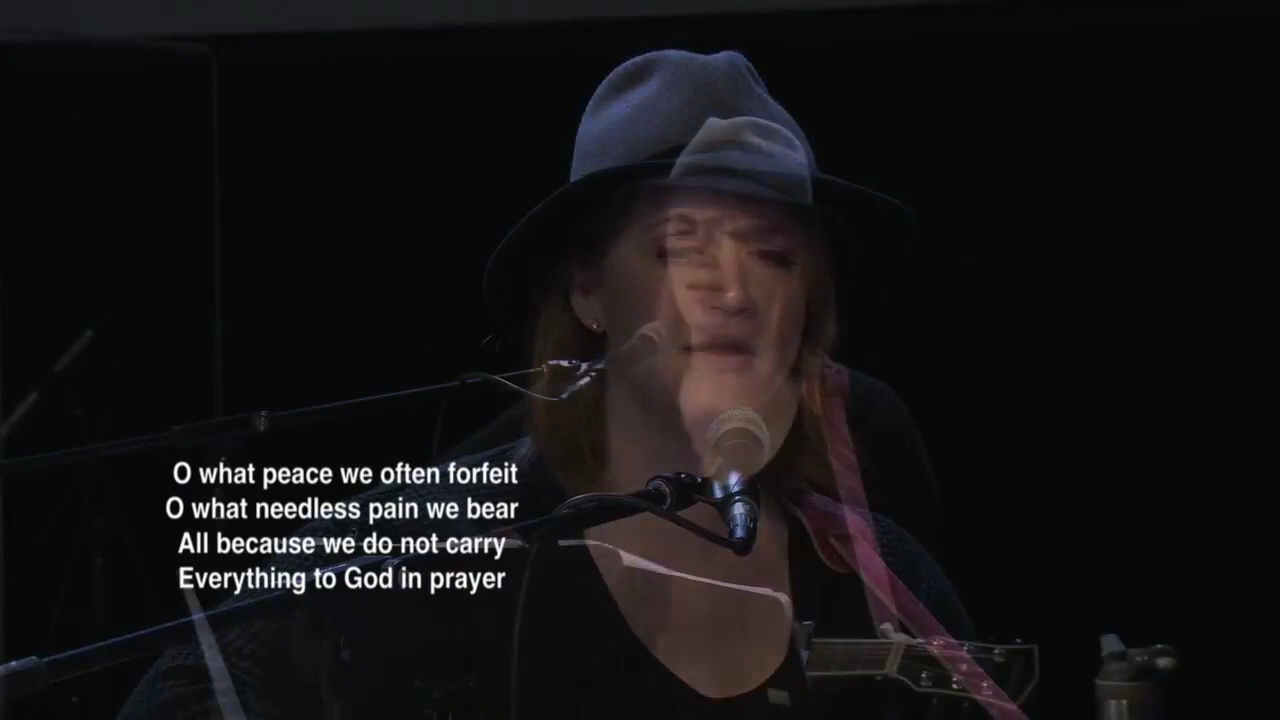 O what peace we often forfeit
O what needless pain we bear
All because we do not carry
Everything to God in prayer